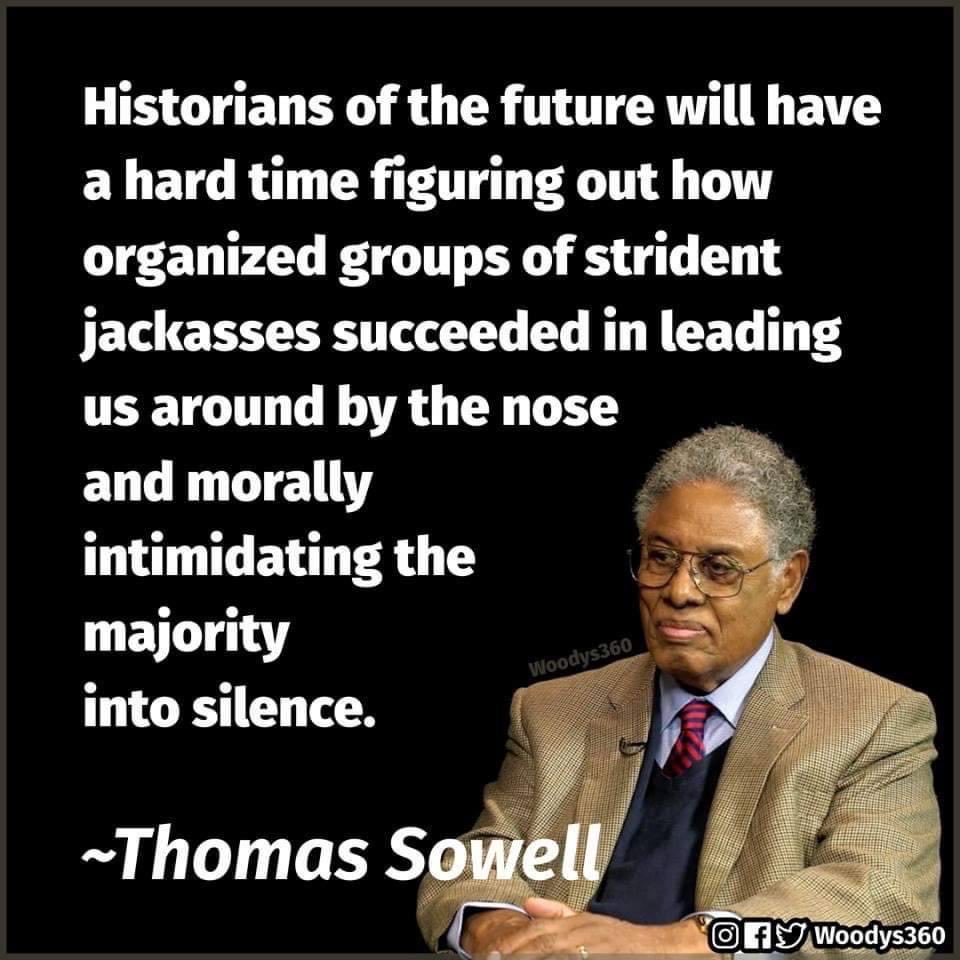 Historians of the future will have
a hard time figuring out how
organized groups of strident
jackasses succeeded in leading
us around by the nose
and morally
intimidating the
majority
into silence.
Woodys360
~Thomas Sowell
Woodys360